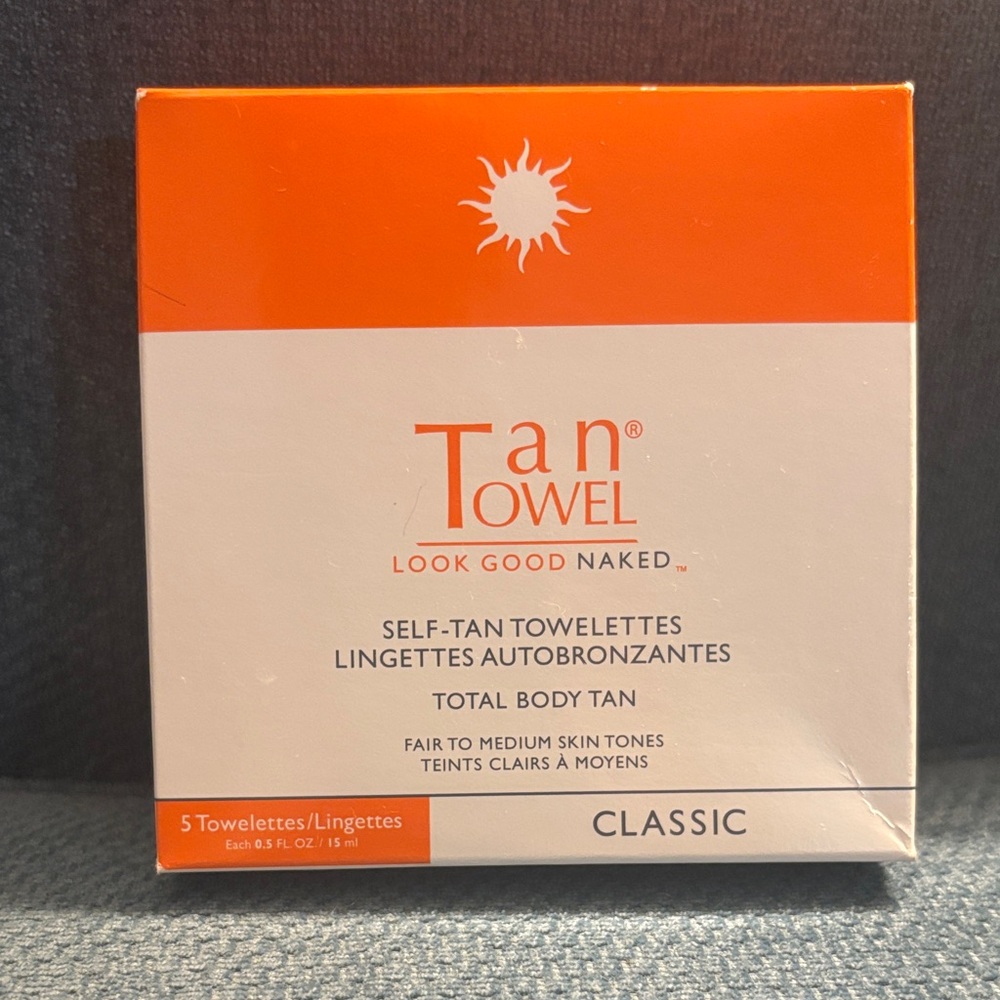 Tan®
TOWEL
LOOK GOOD NAKED™
SELF-TAN TOWELETTES
LINGETTES AUTOBRONZANTES
TOTAL BODY TAN
FAIR TO MEDIUM SKIN TONES
TEINTS CLAIRS À MOYENS
5 Towelettes/Lingettes
Each 0.5 FL. OZ. / 15 ml
CLASSIC